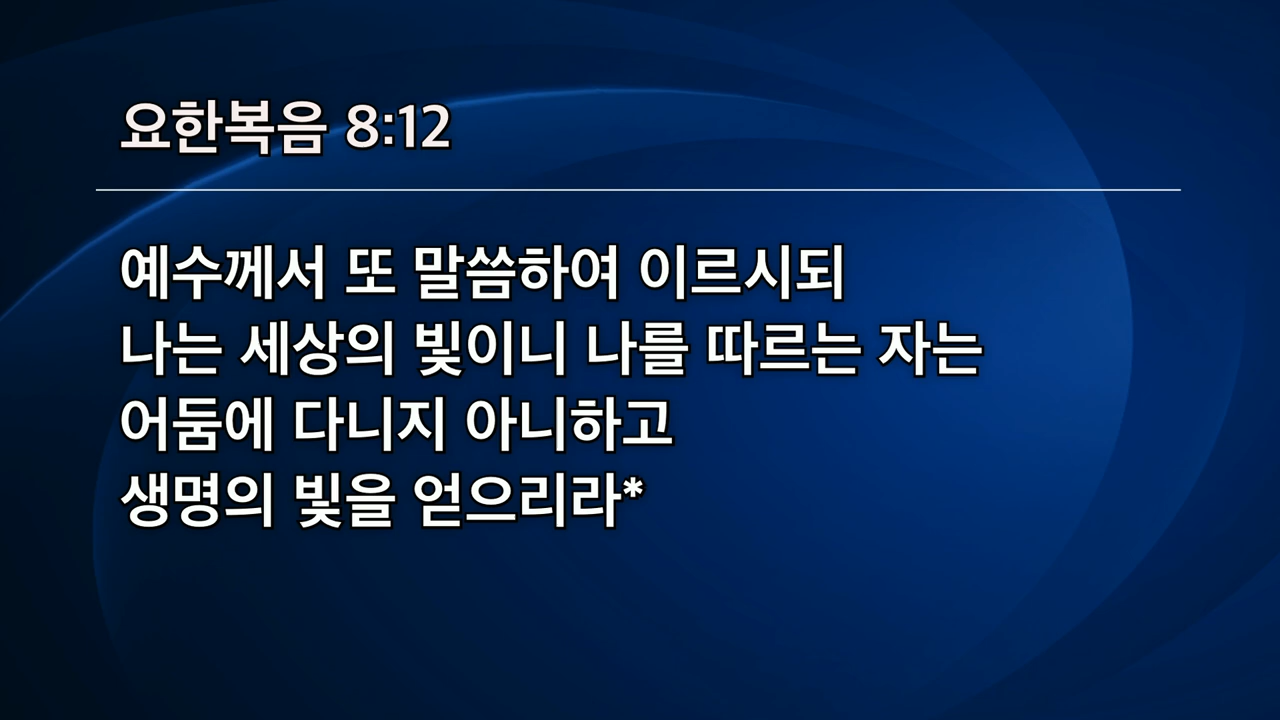 요한복음 8:12
예수께서 또 말씀하여 이르시되
나는 세상의 빛이니 나를 따르는 자는
어둠에 다니지 아니하고
생명의 빛을 얻으리라*